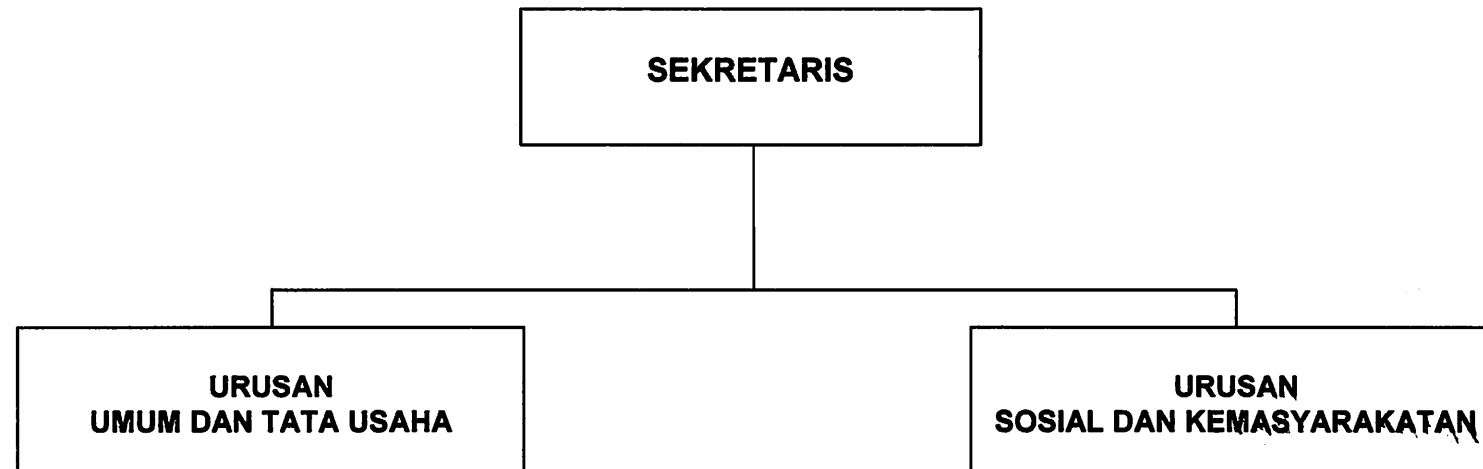 SEKRETARIS
URUSAN
UMUM DAN TATA USAHA
URUSAN
SOSIAL DAN KEMASYARAKATAN